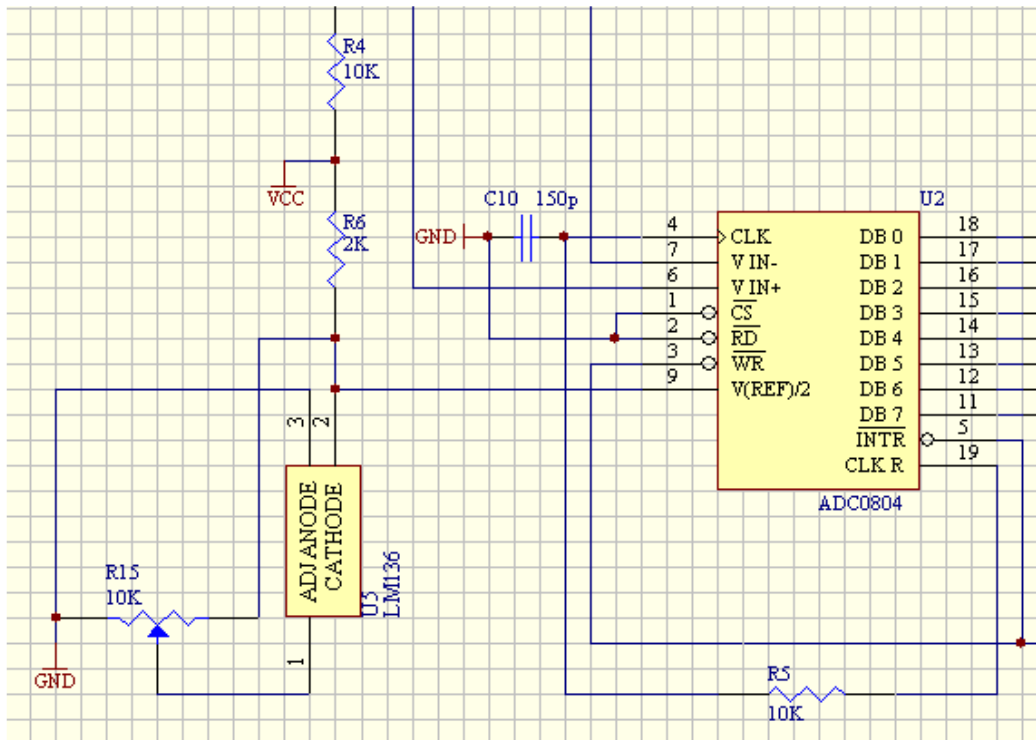 R4
10K
VCC
R6
2K
C10 150p
GND
U2
4 CLK DB 0 18
7 V IN- DB 1 17
6 V IN+ DB 2 16
1 CS DB 3 15
2 RD DB 4 14
3 WR DB 5 13
9 V(REF)/2 DB 6 12
DB 7 11
INTR 5
CLK R 19
ADC0804
3 2
ADJ ANODE
CATHODE
U5
LM136
1
R15
10K
GND
R5
10K